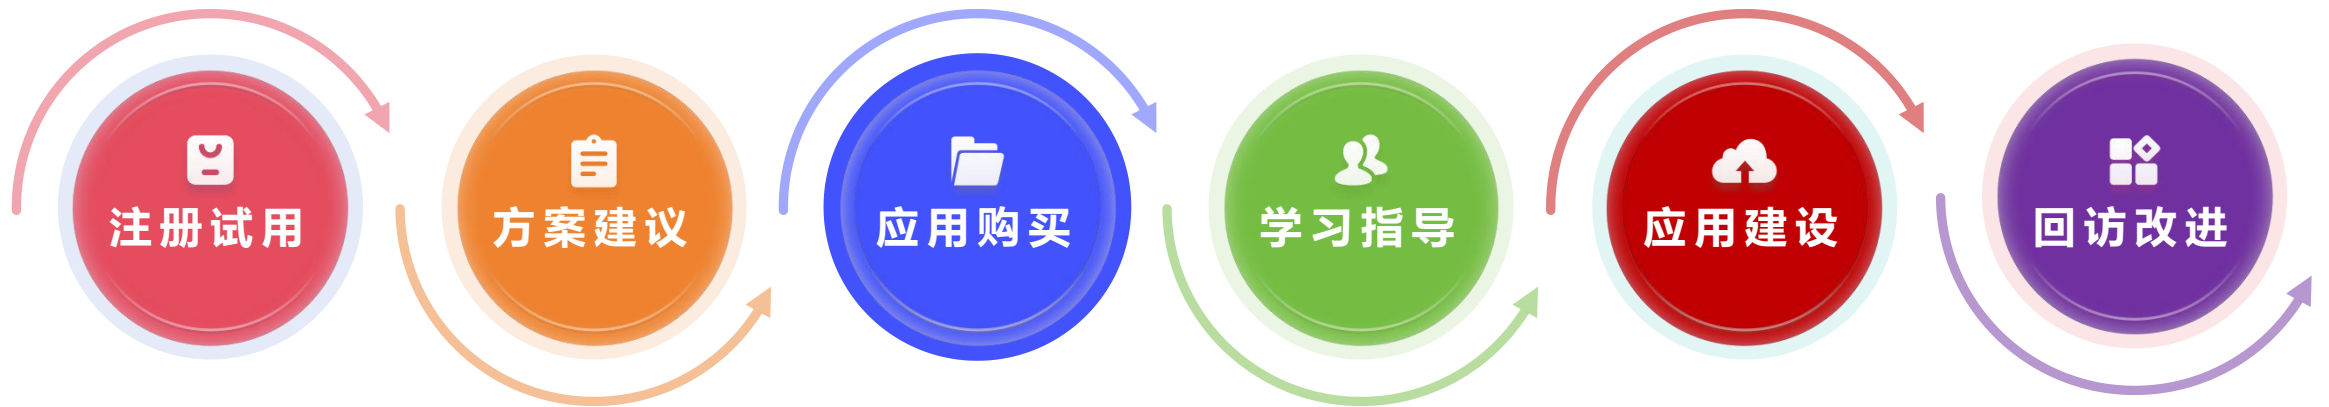 注册试用
方案建议
应用购买
学习指导
应用建设
回访改进